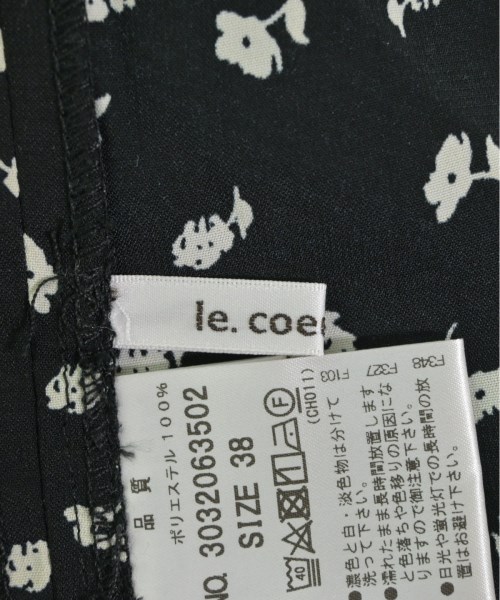 le. coe
品質
ポリエステル 100%
NO. 3032063502
SIZE 38
40 F
(CH011)
●濃色と白・淡色物は分けて
洗って下さい。
●濡れたまま長時間放置します
と色落ちや色移りの原因にな
りますので御注意下さい。
●日光や蛍光灯での長時間の放
置はお避け下さい。